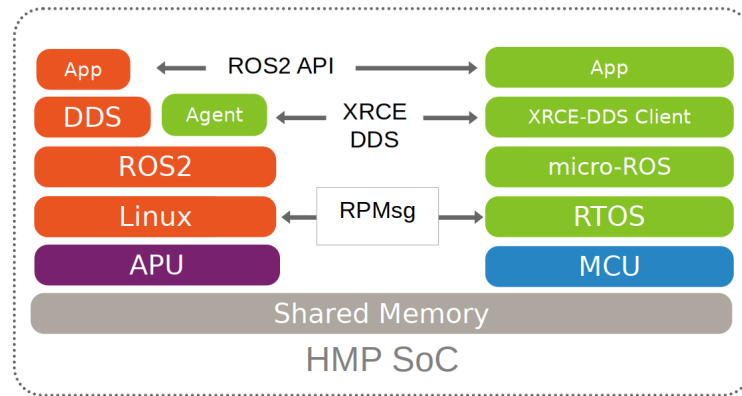 App
ROS2 API
App
DDS
Agent
XRCE
DDS
XRCE-DDS Client
ROS2
micro-ROS
Linux
RPMsg
RTOS
APU
MCU
Shared Memory
HMP SoC